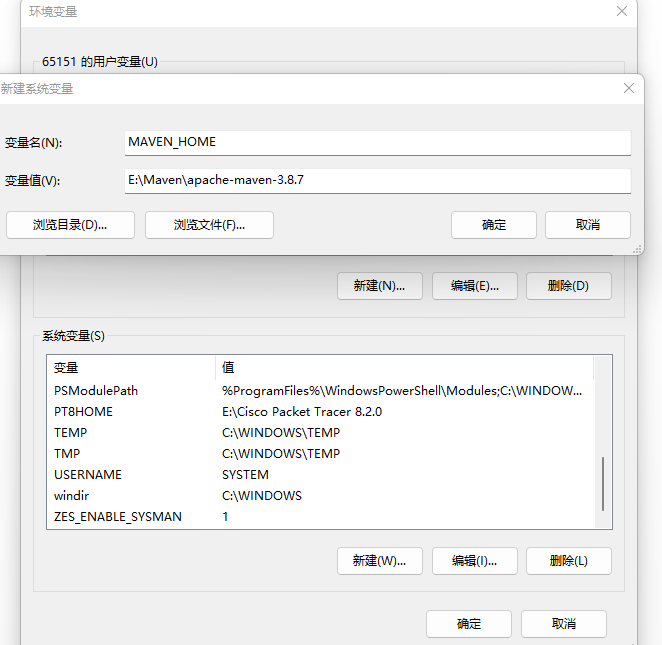 环境变量
65151 的用户变量(U)
新建系统变量
变量名(N):
MAVEN_HOME
变量值(V):
E:\Maven\apache-maven-3.8.7
浏览目录(D)... 浏览文件(F)... 确定 取消
新建(N)... 编辑(E)... 删除(D)
系统变量(S)
变量 值
PSModulePath %ProgramFiles%\WindowsPowerShell\Modules;C:\WINDOW...
PT8HOME E:\Cisco Packet Tracer 8.2.0
TEMP C:\WINDOWS\TEMP
TMP C:\WINDOWS\TEMP
USERNAME SYSTEM
windir C:\WINDOWS
ZES_ENABLE_SYSMAN 1
新建(W)... 编辑(I)... 删除(L)
确定 取消